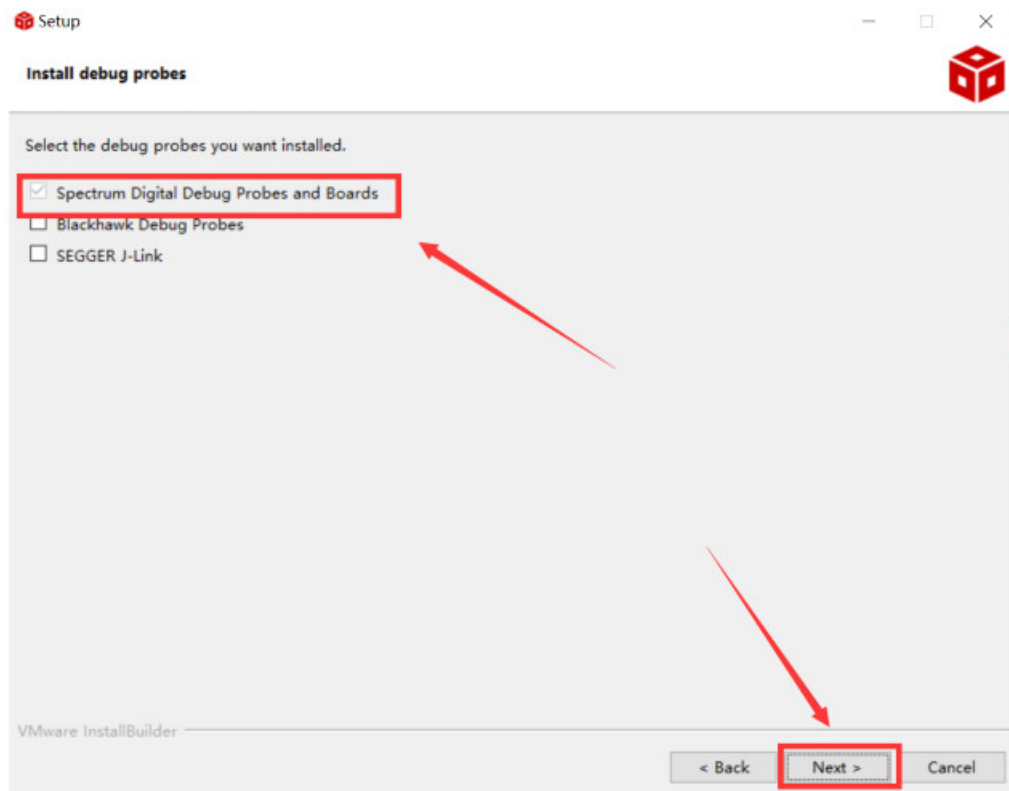 Setup
Install debug probes
Select the debug probes you want installed.
Spectrum Digital Debug Probes and Boards
Blackhawk Debug Probes
SEGGER J-Link
VMware InstallBuilder
< Back Next > Cancel